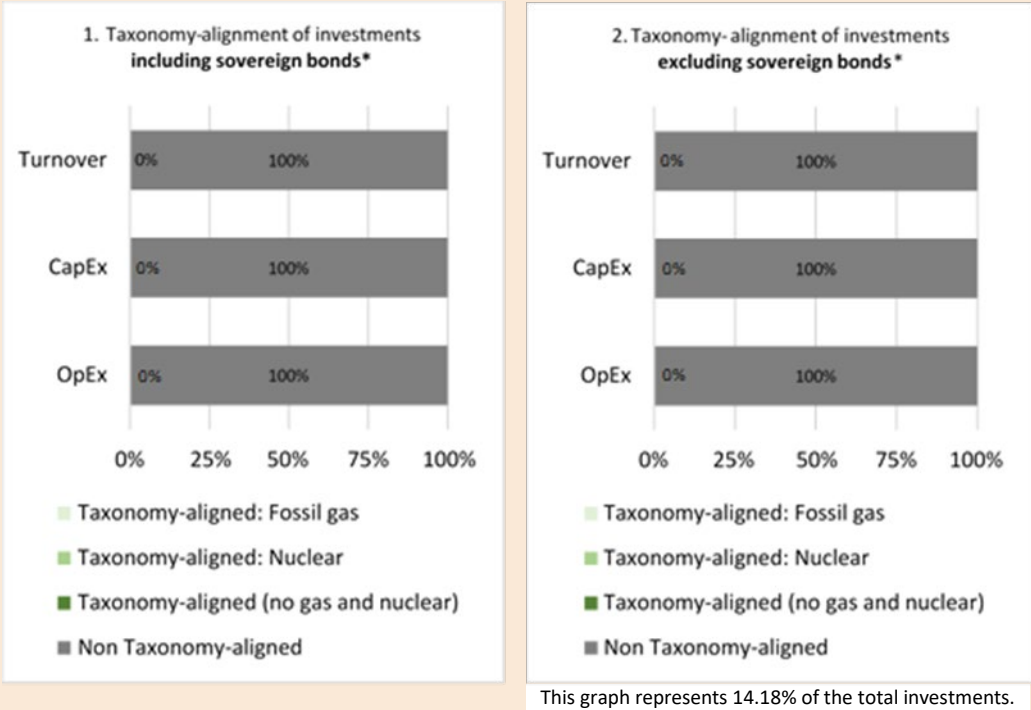 1. Taxonomy-alignment of investments
including sovereign bonds*
Turnover 0% 100%
CapEx 0% 100%
OpEx 0% 100%
0% 25% 50% 75% 100%
Taxonomy-aligned: Fossil gas
Taxonomy-aligned: Nuclear
Taxonomy-aligned (no gas and nuclear)
Non Taxonomy-aligned
2. Taxonomy- alignment of investments
excluding sovereign bonds*
Turnover 0% 100%
CapEx 0% 100%
OpEx 0% 100%
0% 25% 50% 75% 100%
Taxonomy-aligned: Fossil gas
Taxonomy-aligned: Nuclear
Taxonomy-aligned (no gas and nuclear)
Non Taxonomy-aligned
This graph represents 14.18% of the total investments.